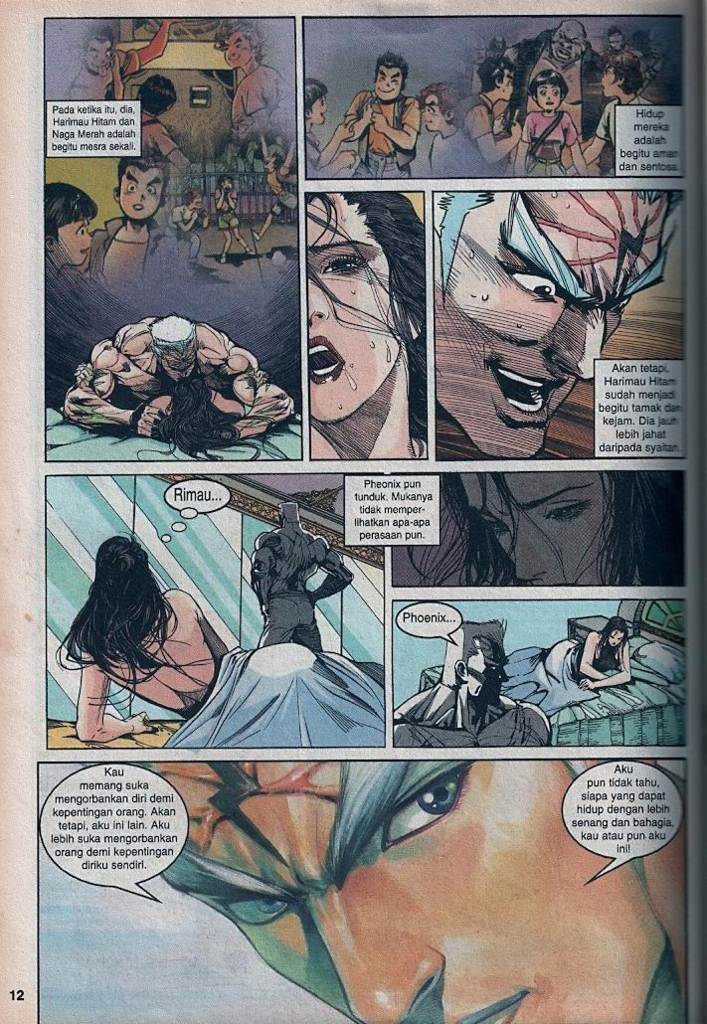 Pada ketika itu, dia,
Harimau Hitam dan
Naga Merah adalah
begitu mesra sekali.
Hidup
mereka
begitu aman
dan sentosa.
Akan tetapi,
Harimau Hitam
sudah menjadi
begitu tamak dan
kejam. Dia jauh
lebih jahat
daripada syaitan.
Rimau...
Pheonix pun
tunduk. Mukanya
tidak memper-
lihatkan apa-apa
perasaan pun.
Phoenix...
Kau
memang suka
mengorbankan diri demi
kepentingan orang. Akan
tetapi, aku ini lain. Aku
lebih suka mengorbankan
orang demi kepentingan
diriku sendiri.
Aku
pun tidak tahu,
siapa yang dapat
hidup dengan lebih
senang dan bahagia,
kau atau pun aku
ini!
12